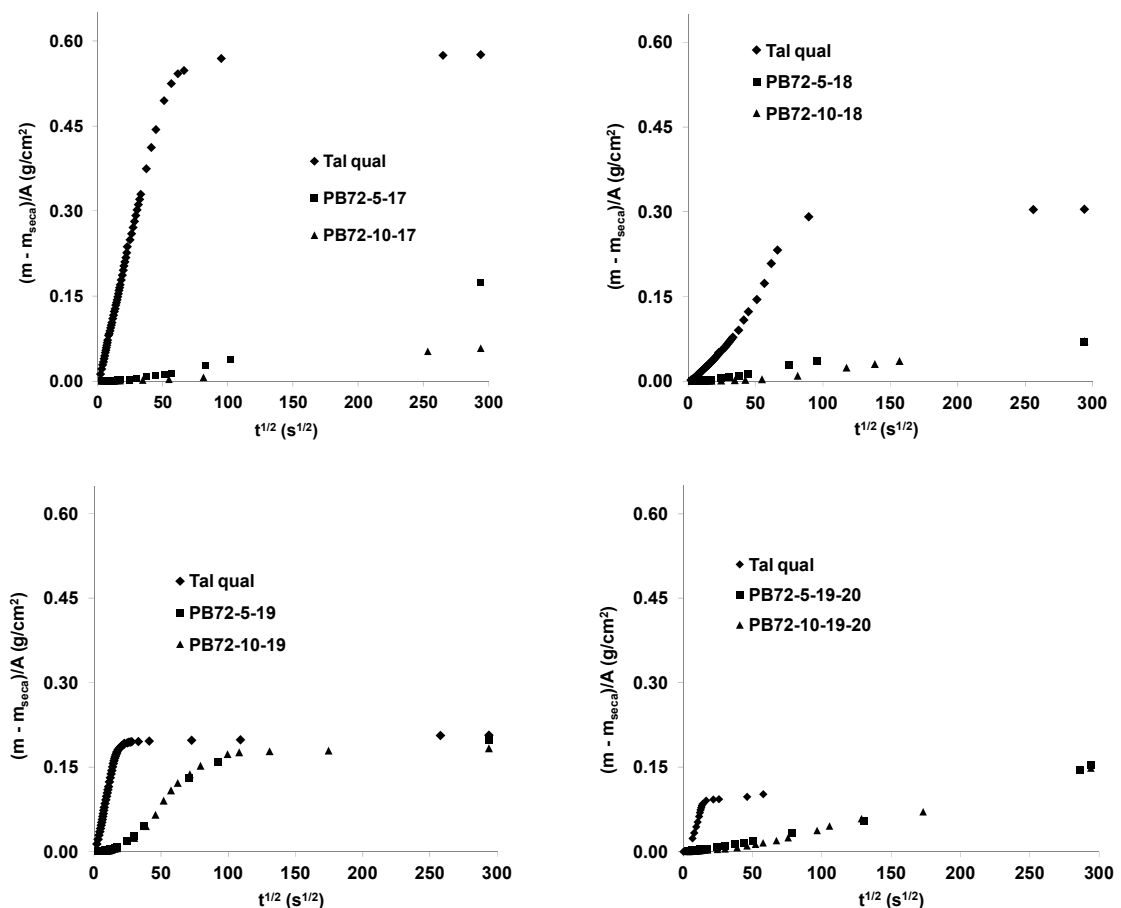 0.60
0.45
0.30
0.15
0.00
0 50 100 150 200 250 300
(m - mseca)/A (g/cm²)
t1/2 (s1/2)
Tal qual
PB72-5-17
PB72-10-17
0.60
0.45
0.30
0.15
0.00
0 50 100 150 200 250 300
(m - mseca)/A (g/cm²)
t1/2 (s1/2)
Tal qual
PB72-5-18
PB72-10-18
0.60
0.45
0.30
0.15
0.00
0 50 100 150 200 250 300
(m - mseca)/A (g/cm²)
t1/2 (s1/2)
Tal qual
PB72-5-19
PB72-10-19
0.60
0.45
0.30
0.15
0.00
0 50 100 150 200 250 300
(m - mseca)/A (g/cm²)
t1/2 (s1/2)
Tal qual
PB72-5-19-20
PB72-10-19-20